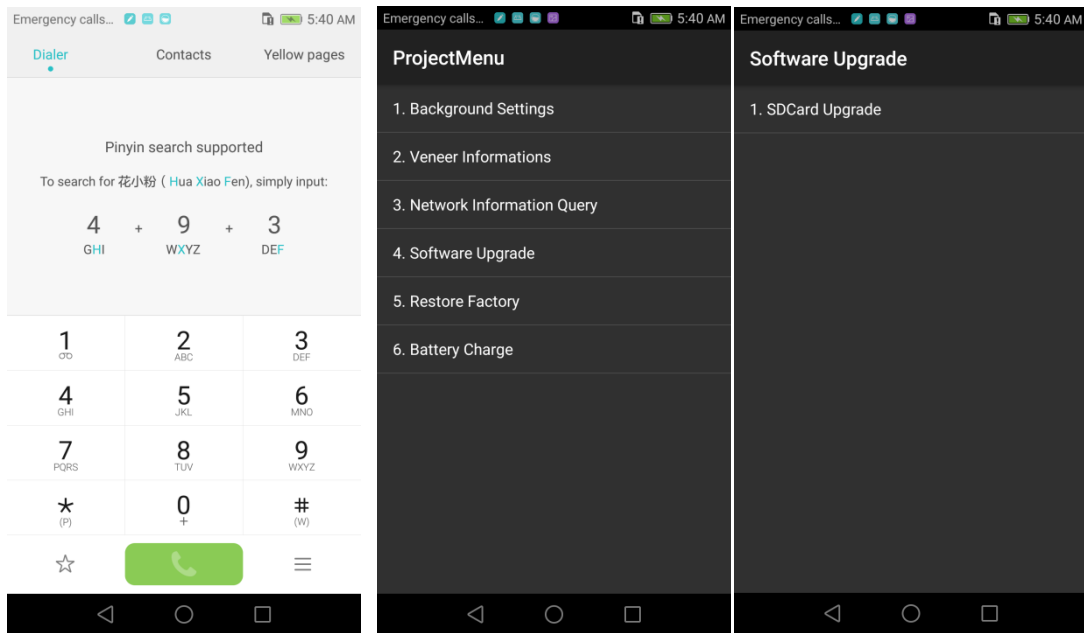 Emergency calls... 5:40 AM
Dialer Contacts Yellow pages
Pinyin search supported
To search for 花小粉 ( Hua Xiao Fen), simply input:
4 + 9 + 3
GHI WXYZ DEF
1 2 3
ABC DEF
4 5 6
GHI JKL MNO
7 8 9
PQRS TUV WXYZ
* 0 #
(P) + (W)
Emergency calls... 5:40 AM
ProjectMenu
1. Background Settings
2. Veneer Informations
3. Network Information Query
4. Software Upgrade
5. Restore Factory
6. Battery Charge
Emergency calls... 5:40 AM
Software Upgrade
1. SDCard Upgrade